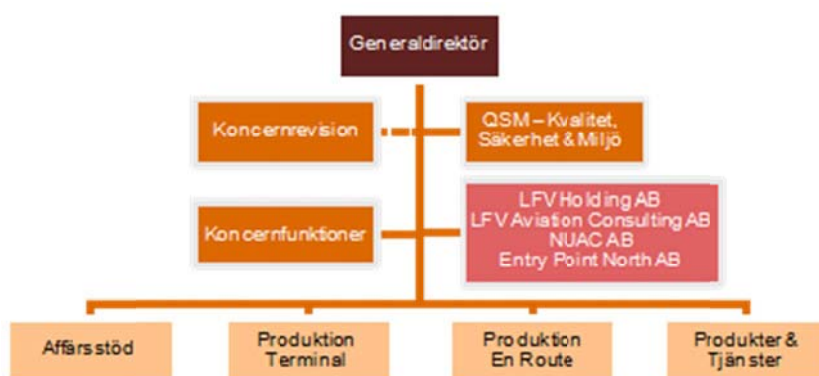 Generaldirektör
Koncernrevision
QSM – Kvalitet,
Säkerhet & Miljö
Koncernfunktioner
LFV Holding AB
LFV Aviation Consulting AB
NUAC AB
Entry Point North AB
Affärsstöd
Produktion
Terminal
Produktion
En Route
Produkter &
Tjänster